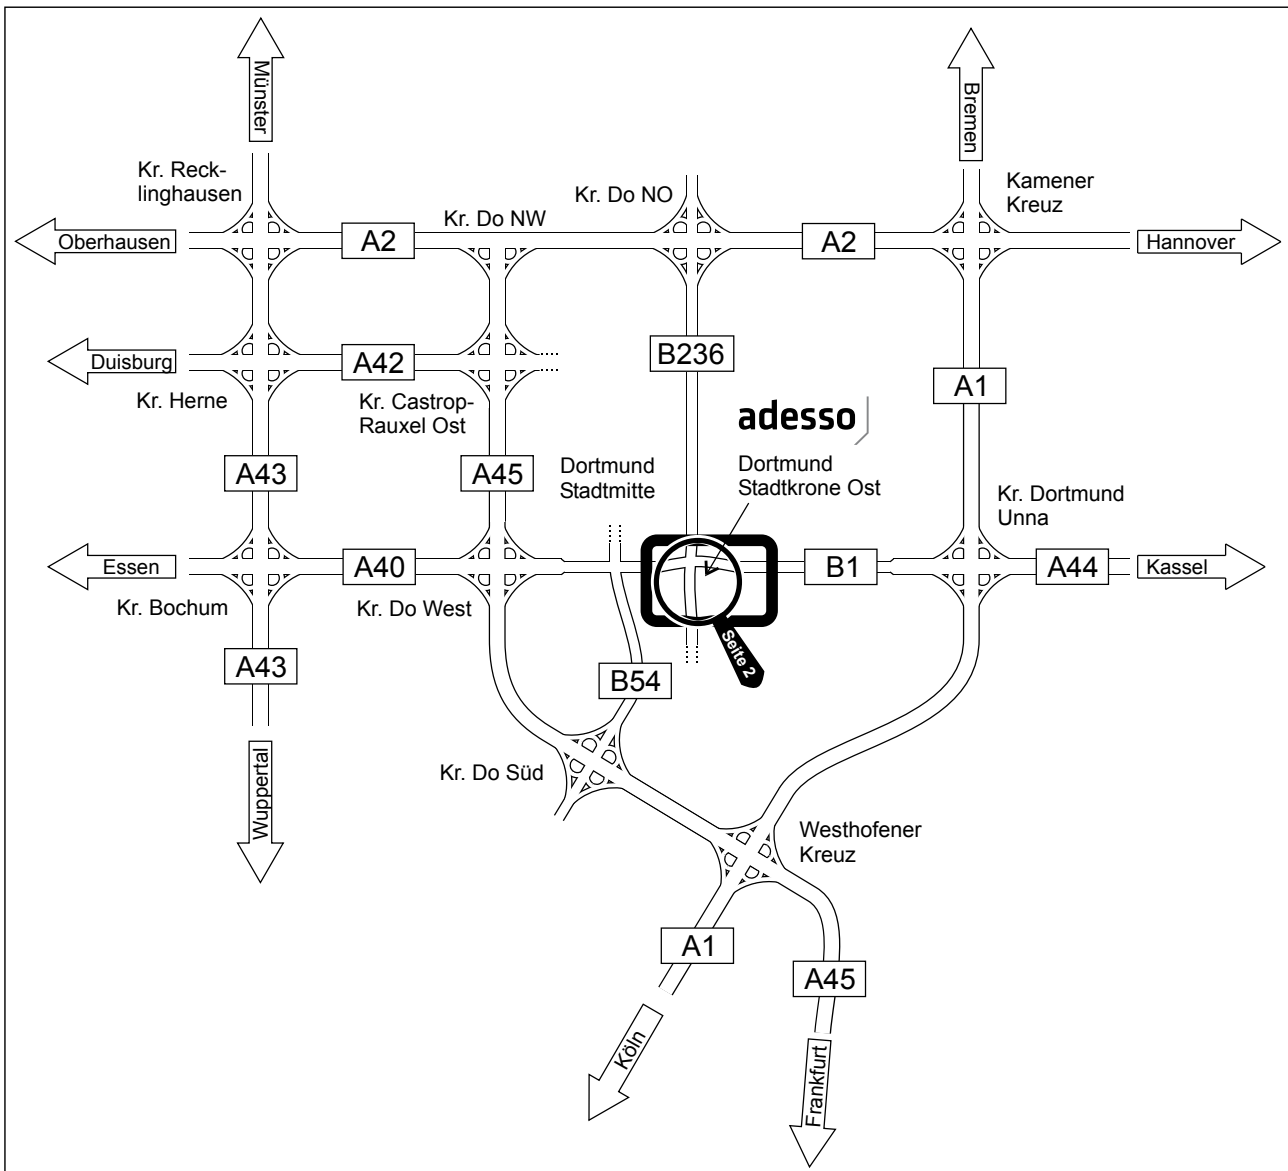 Münster
Bremen
Kr. Reck-
linghausen
Kr. Do NW
Kr. Do NO
Kamener
Kreuz
Oberhausen
A2
A2
Hannover
Duisburg
A42
B236
Kr. Herne
Kr. Castrop-
Rauxel Ost
A1
adesso
A43
A45
Dortmund
Stadtmitte
Dortmund
Stadtkrone Ost
Kr. Dortmund
Unna
Essen
A40
B1
A44
Kassel
Kr. Bochum
Kr. Do West
Seite 2
A43
B54
Wuppertal
Kr. Do Süd
Westhofener
Kreuz
A1
A45
Köln
Frankfurt